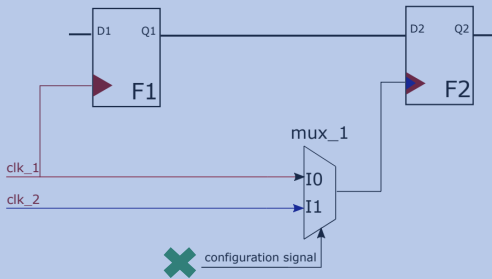 D1 Q1
F1
D2 Q2
F2
mux_1
clk_1
I0
clk_2
I1
configuration signal